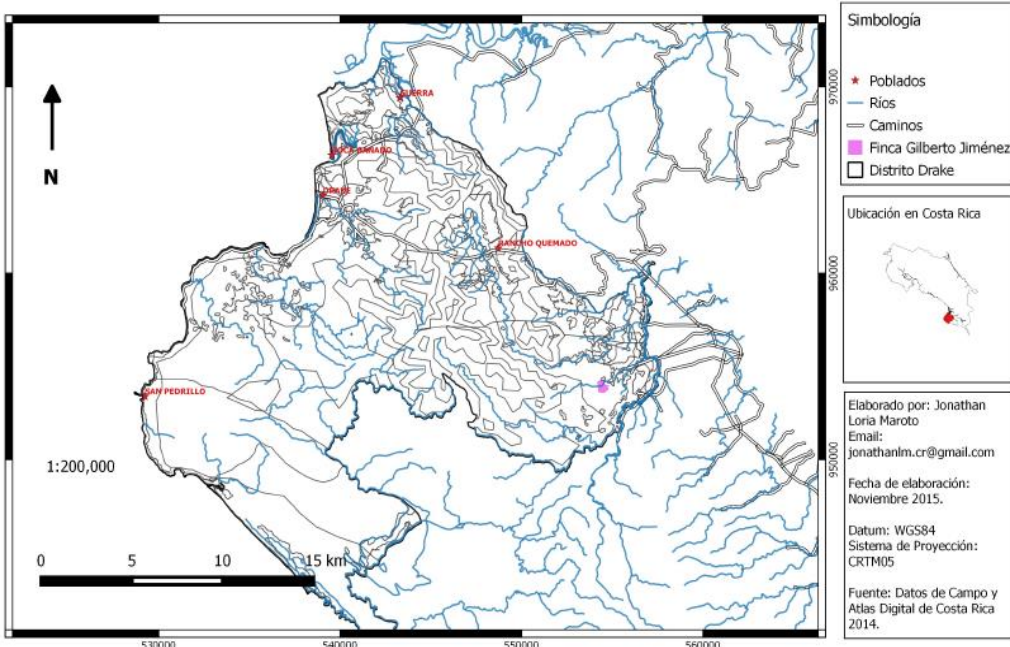 N
GUERRA
DRAKE
RANCHO QUEMADO
SAN PEDRILLO
1:200,000
0 5 10 15 km
530000 540000 550000 560000
970000
960000
950000
Simbología
Poblados
Ríos
Caminos
Finca Gilberto Jiménez
Distrito Drake
Ubicación en Costa Rica
Elaborado por: Jonathan
Loria Maroto
Email:
jonathanlm.cr@gmail.com
Fecha de elaboración:
Noviembre 2015.
Datum: WGS84
Sistema de Proyección:
CRTM05
Fuente: Datos de Campo y
Atlas Digital de Costa Rica
2014.